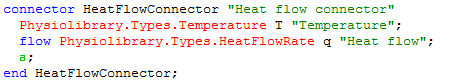 connector HeatFlowConnector "Heat flow connector"
Physiolibrary.Types.Temperature T "Temperature";
flow Physiolibrary.Types.HeatFlowRate q "Heat flow";
a;
end HeatFlowConnector;